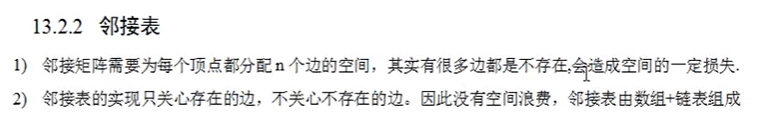 13.2.2 邻接表
1) 邻接矩阵需要为每个顶点都分配 n 个边的空间，其实有很多边都是不存在,会造成空间的一定损失.
2) 邻接表的实现只关心存在的边，不关心不存在的边。因此没有空间浪费，邻接表由数组+链表组成